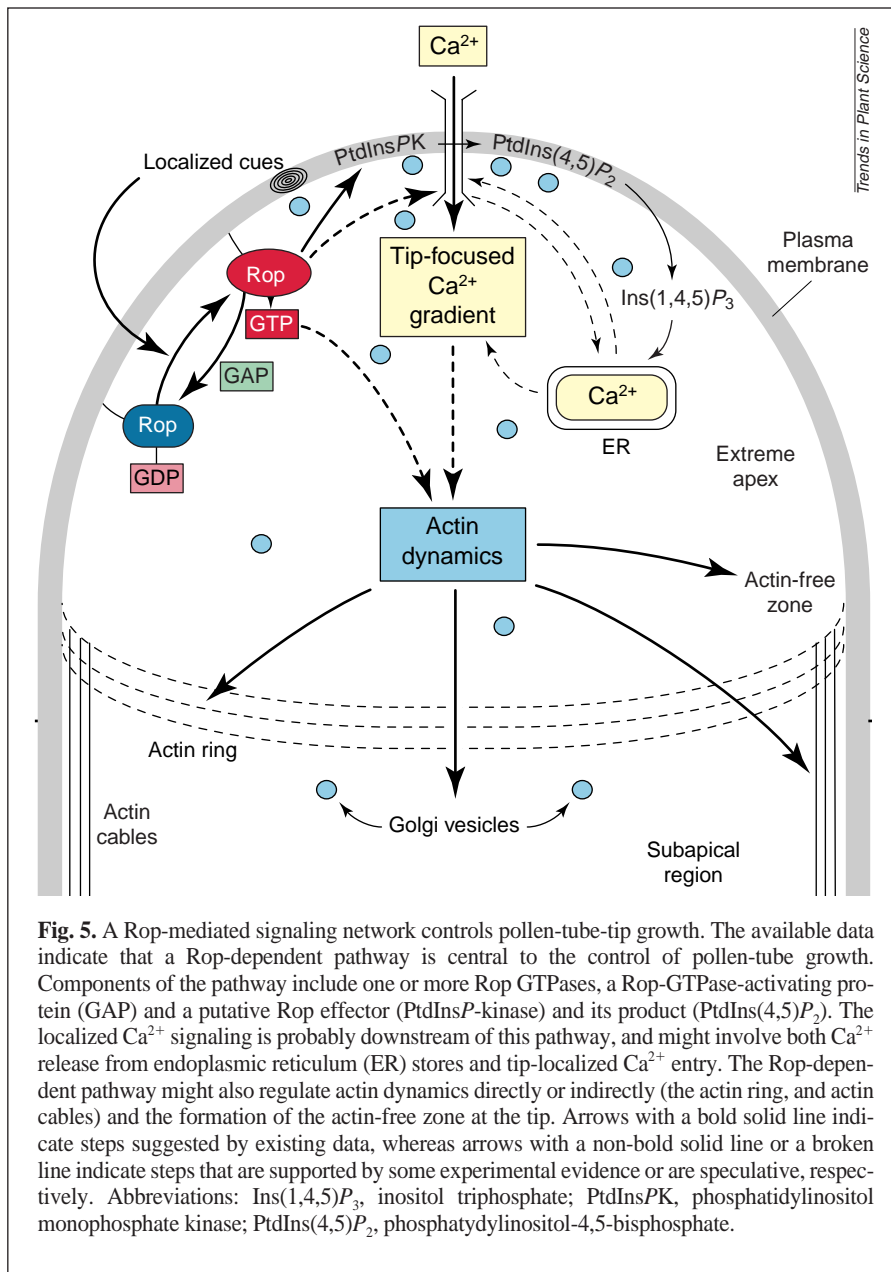 Ca²⁺
Trends in Plant Science
PtdInsPK
PtdIns(4,5)P₂
Localized cues
Plasma
membrane
Rop
GTP
Tip-focused
Ca²⁺
gradient
Ins(1,4,5)P₃
GAP
Rop
GDP
Ca²⁺
ER
Extreme
apex
Actin
dynamics
Actin-free
zone
Actin ring
Actin
cables
Golgi vesicles
Subapical
region
Fig. 5. A Rop-mediated signaling network controls pollen-tube-tip growth. The available data
indicate that a Rop-dependent pathway is central to the control of pollen-tube growth.
Components of the pathway include one or more Rop GTPases, a Rop-GTPase-activating pro-
tein (GAP) and a putative Rop effector (PtdInsP-kinase) and its product (PtdIns(4,5)P₂). The
localized Ca²⁺ signaling is probably downstream of this pathway, and might involve both Ca²⁺
release from endoplasmic reticulum (ER) stores and tip-localized Ca²⁺ entry. The Rop-depen-
dent pathway might also regulate actin dynamics directly or indirectly (the actin ring, and actin
cables) and the formation of the actin-free zone at the tip. Arrows with a bold solid line indi-
cate steps suggested by existing data, whereas arrows with a non-bold solid line or a broken
line indicate steps that are supported by some experimental evidence or are speculative, respec-
tively. Abbreviations: Ins(1,4,5)P₃, inositol triphosphate; PtdInsPK, phosphatidylinositol
monophosphate kinase; PtdIns(4,5)P₂, phosphatydylinositol-4,5-bisphosphate.